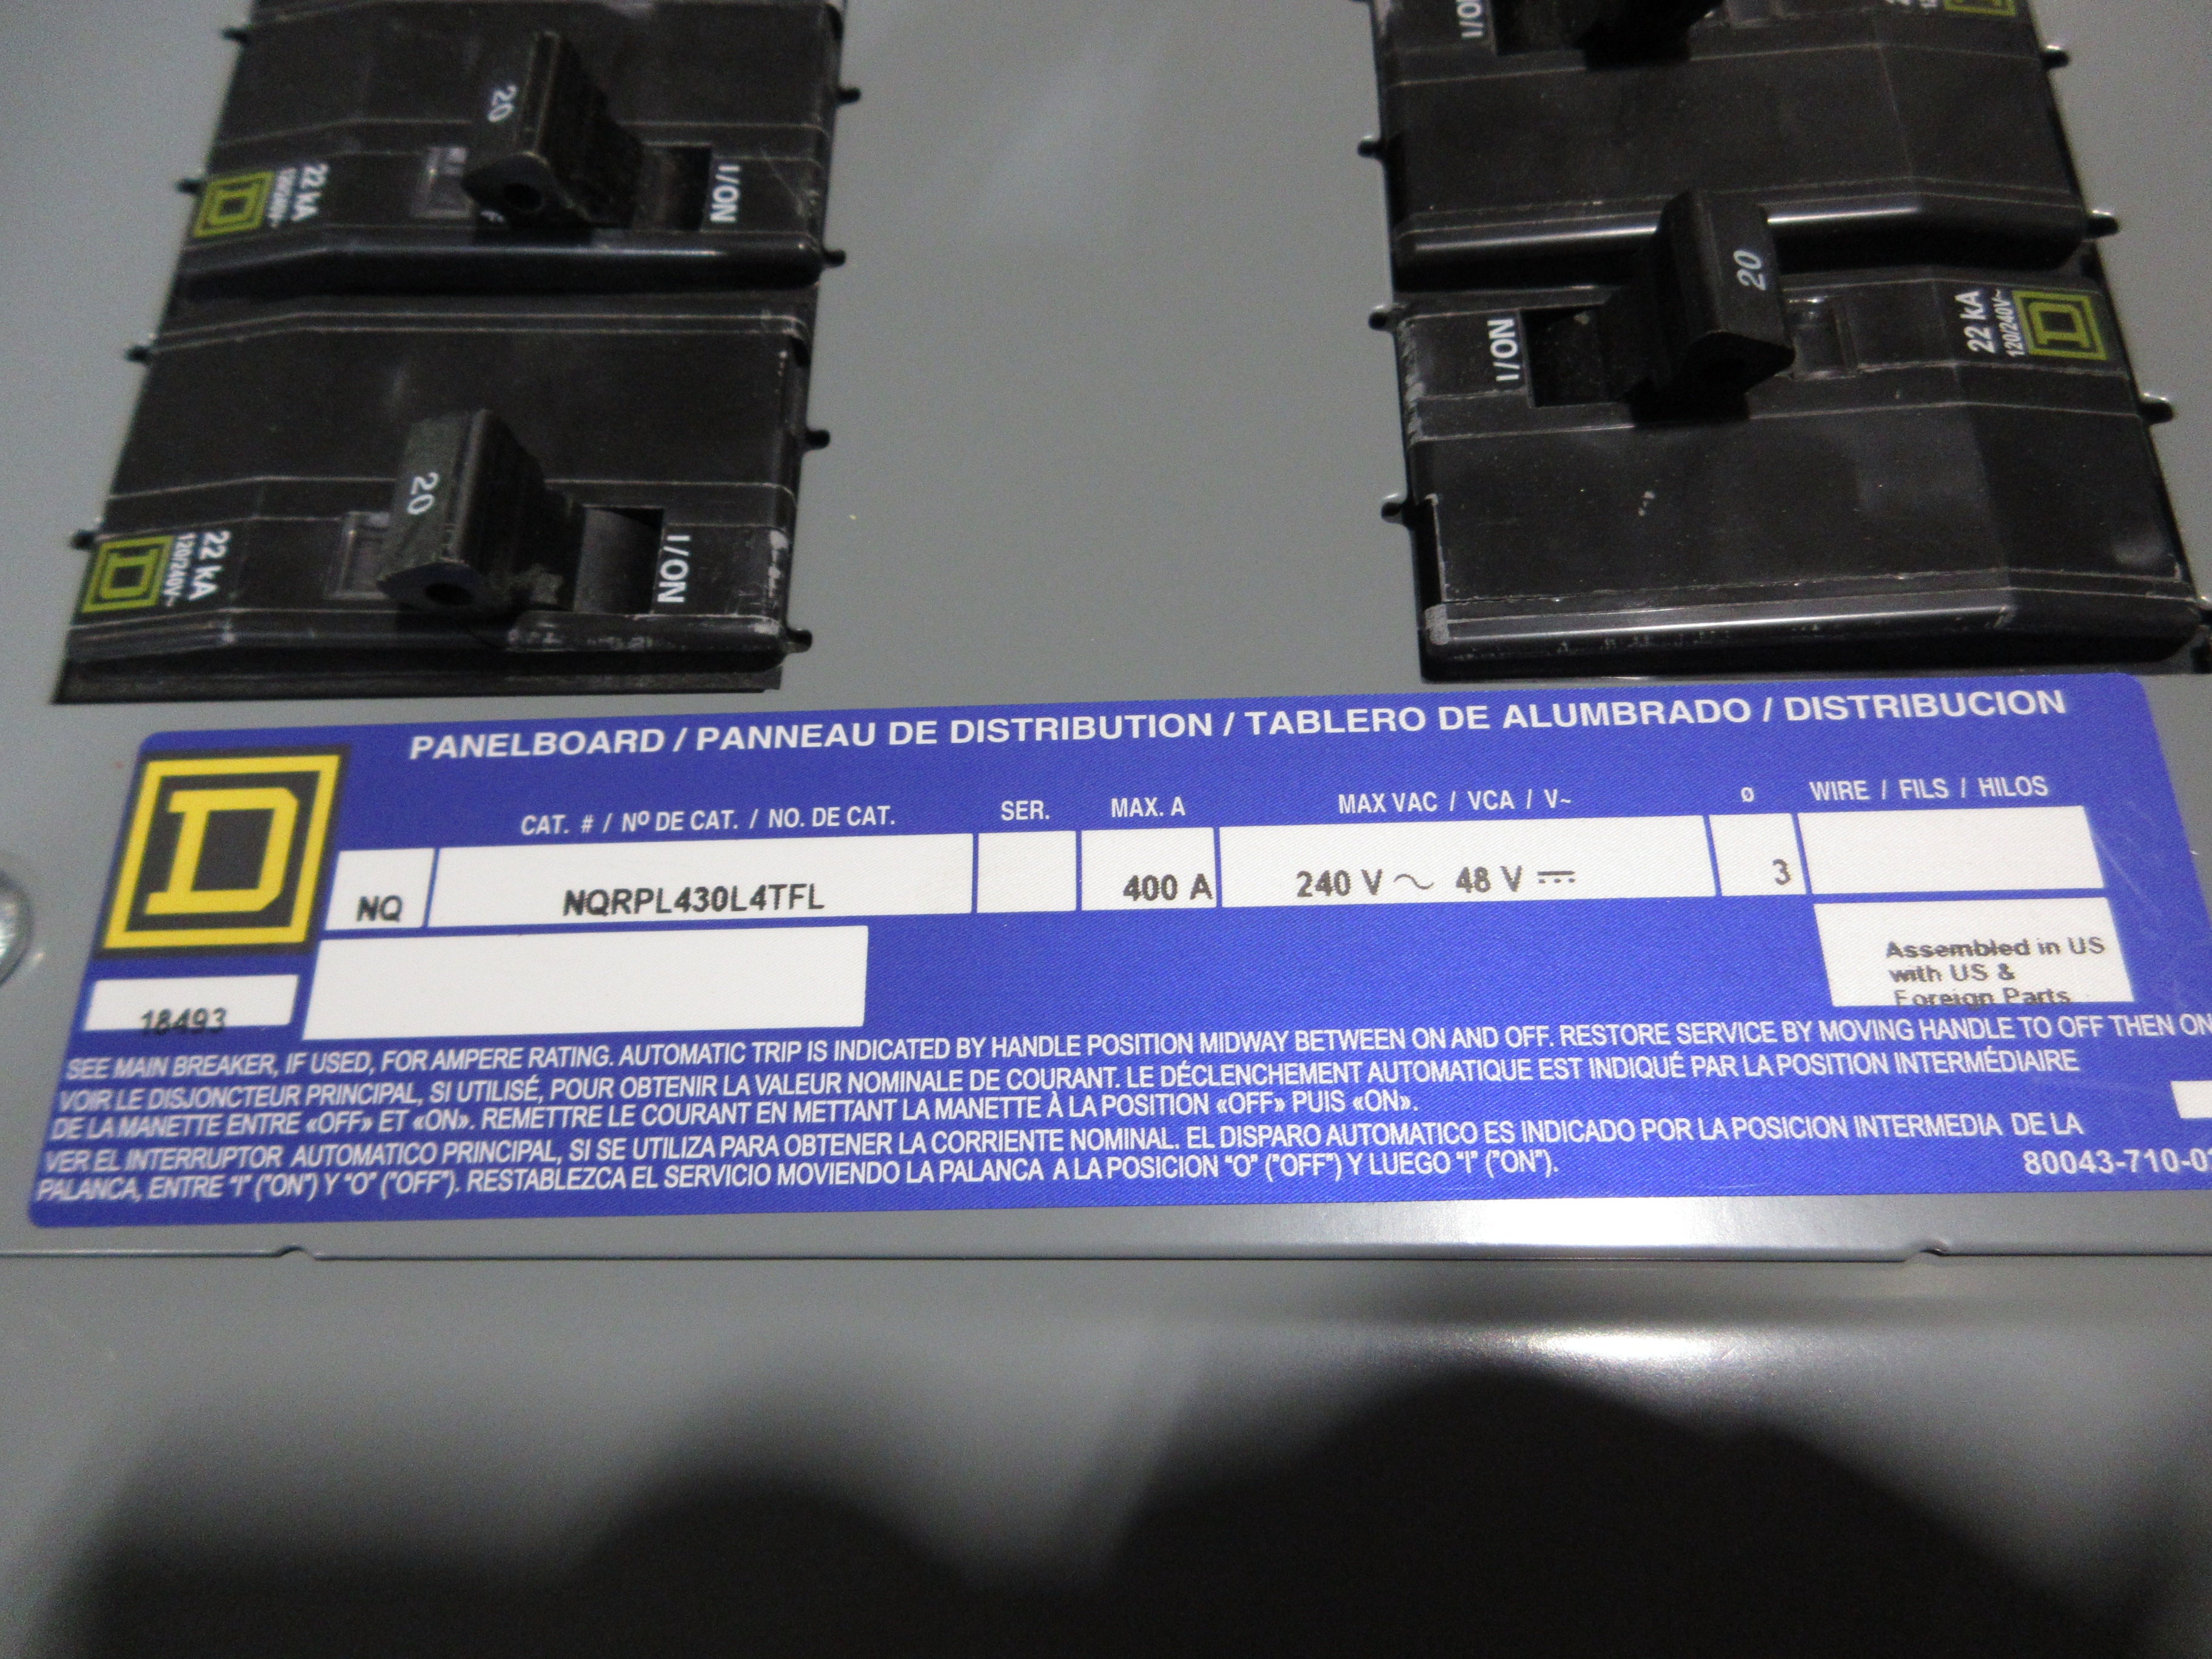 20
22 kA
120/240V~
I/ON
20
22 kA
120/240V~
I/ON
I/ON
20
22 kA
120/240V~
PANELBOARD / PANNEAU DE DISTRIBUTION / TABLERO DE ALUMBRADO / DISTRIBUCION
CAT. # / Nº DE CAT. / NO. DE CAT. SER. MAX. A MAX VAC / VCA / V~ ø WIRE / FILS / HILOS
NQ NQRPL430L4TFL 400 A 240 V ~ 48 V ⎓ 3
D
Assembled in US
with US &
Foreign Parts
18493
SEE MAIN BREAKER, IF USED, FOR AMPERE RATING. AUTOMATIC TRIP IS INDICATED BY HANDLE POSITION MIDWAY BETWEEN ON AND OFF. RESTORE SERVICE BY MOVING HANDLE TO OFF THEN ON
VOIR LE DISJONCTEUR PRINCIPAL, SI UTILISÉ, POUR OBTENIR LA VALEUR NOMINALE DE COURANT. LE DÉCLENCHEMENT AUTOMATIQUE EST INDIQUÉ PAR LA POSITION INTERMÉDIAIRE
DE LA MANETTE ENTRE «OFF» ET «ON». REMETTRE LE COURANT EN METTANT LA MANETTE À LA POSITION «OFF» PUIS «ON».
VER EL INTERRUPTOR AUTOMATICO PRINCIPAL, SI SE UTILIZA PARA OBTENER LA CORRIENTE NOMINAL. EL DISPARO AUTOMATICO ES INDICADO POR LA POSICION INTERMEDIA DE LA
PALANCA, ENTRE "I" ("ON") Y "O" ("OFF"). RESTABLEZCA EL SERVICIO MOVIENDO LA PALANCA A LA POSICION "O" ("OFF") Y LUEGO "I" ("ON").
80043-710-01